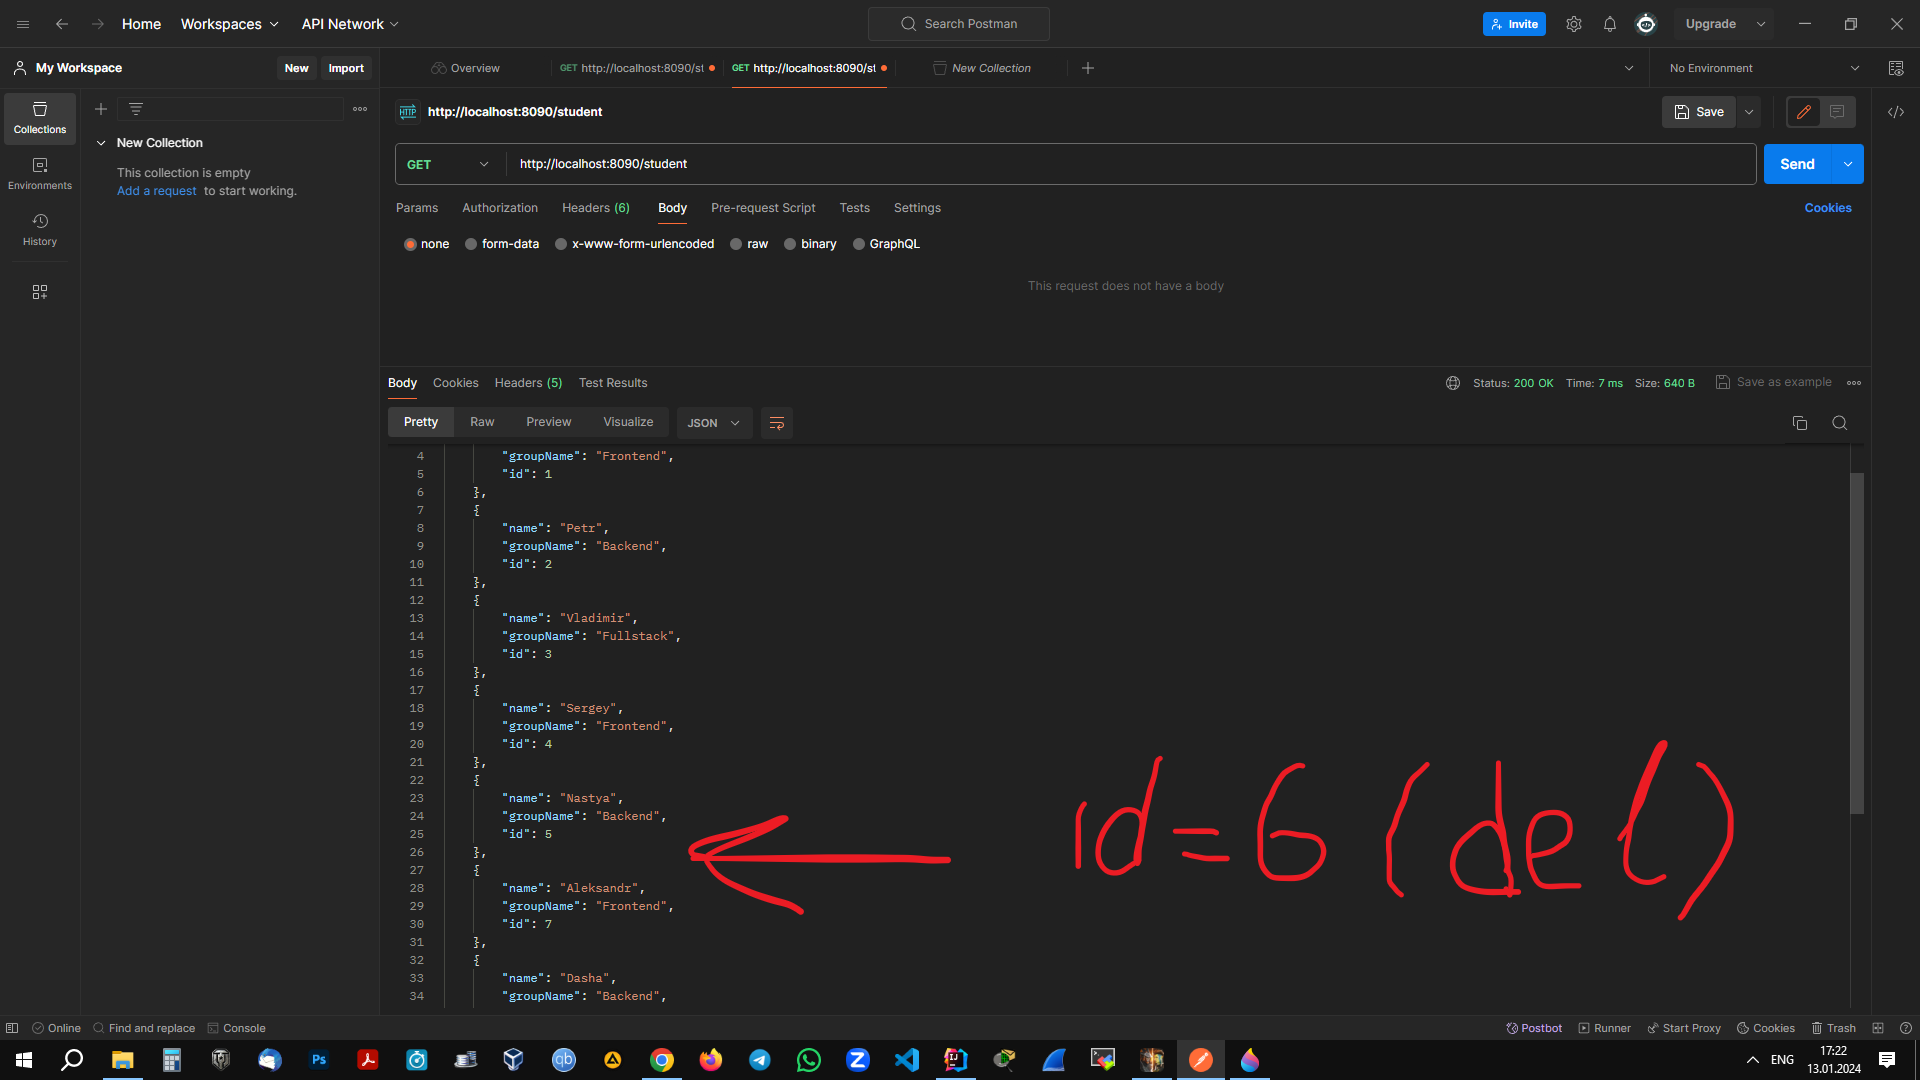 Home Workspaces API Network Search Postman Invite Upgrade
My Workspace New Import Overview GET http://localhost:8090/st GET http://localhost:8090/st New Collection No Environment
Collections
New Collection
This collection is empty
Add a request to start working.
Environments
History
HTTP http://localhost:8090/student Save
GET http://localhost:8090/student Send
Params Authorization Headers (6) Body Pre-request Script Tests Settings Cookies
none form-data x-www-form-urlencoded raw binary GraphQL
This request does not have a body
Body Cookies Headers (5) Test Results Status: 200 OK Time: 7 ms Size: 640 B Save as example
Pretty Raw Preview Visualize JSON
4 "groupName": "Frontend",
5 "id": 1
6 },
7 {
8 "name": "Petr",
9 "groupName": "Backend",
10 "id": 2
11 },
12 {
13 "name": "Vladimir",
14 "groupName": "Fullstack",
15 "id": 3
16 },
17 {
18 "name": "Sergey",
19 "groupName": "Frontend",
20 "id": 4
21 },
22 {
23 "name": "Nastya",
24 "groupName": "Backend",
25 "id": 5
26 },
27 {
28 "name": "Aleksandr",
29 "groupName": "Frontend",
30 "id": 7
31 },
32 {
33 "name": "Dasha",
34 "groupName": "Backend",
id=6 (del)
Online Find and replace Console Postbot Runner Start Proxy Cookies Trash
Ps qb Z IJ ENG 17:22
13.01.2024